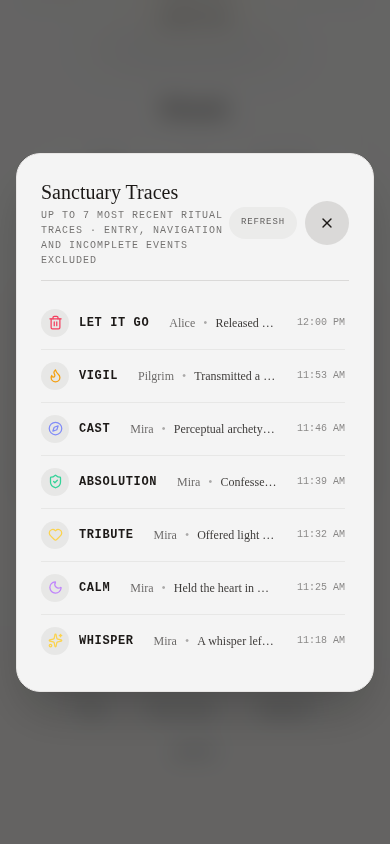 Sanctuary Traces
UP TO 7 MOST RECENT RITUAL
TRACES · ENTRY, NAVIGATION
AND INCOMPLETE EVENTS
EXCLUDED
REFRESH
LET IT GO Alice • Released ... 12:00 PM
VIGIL Pilgrim • Transmitted a ... 11:53 AM
CAST Mira • Perceptual archety... 11:46 AM
ABSOLUTION Mira • Confesse... 11:39 AM
TRIBUTE Mira • Offered light ... 11:32 AM
CALM Mira • Held the heart in ... 11:25 AM
WHISPER Mira • A whisper lef... 11:18 AM